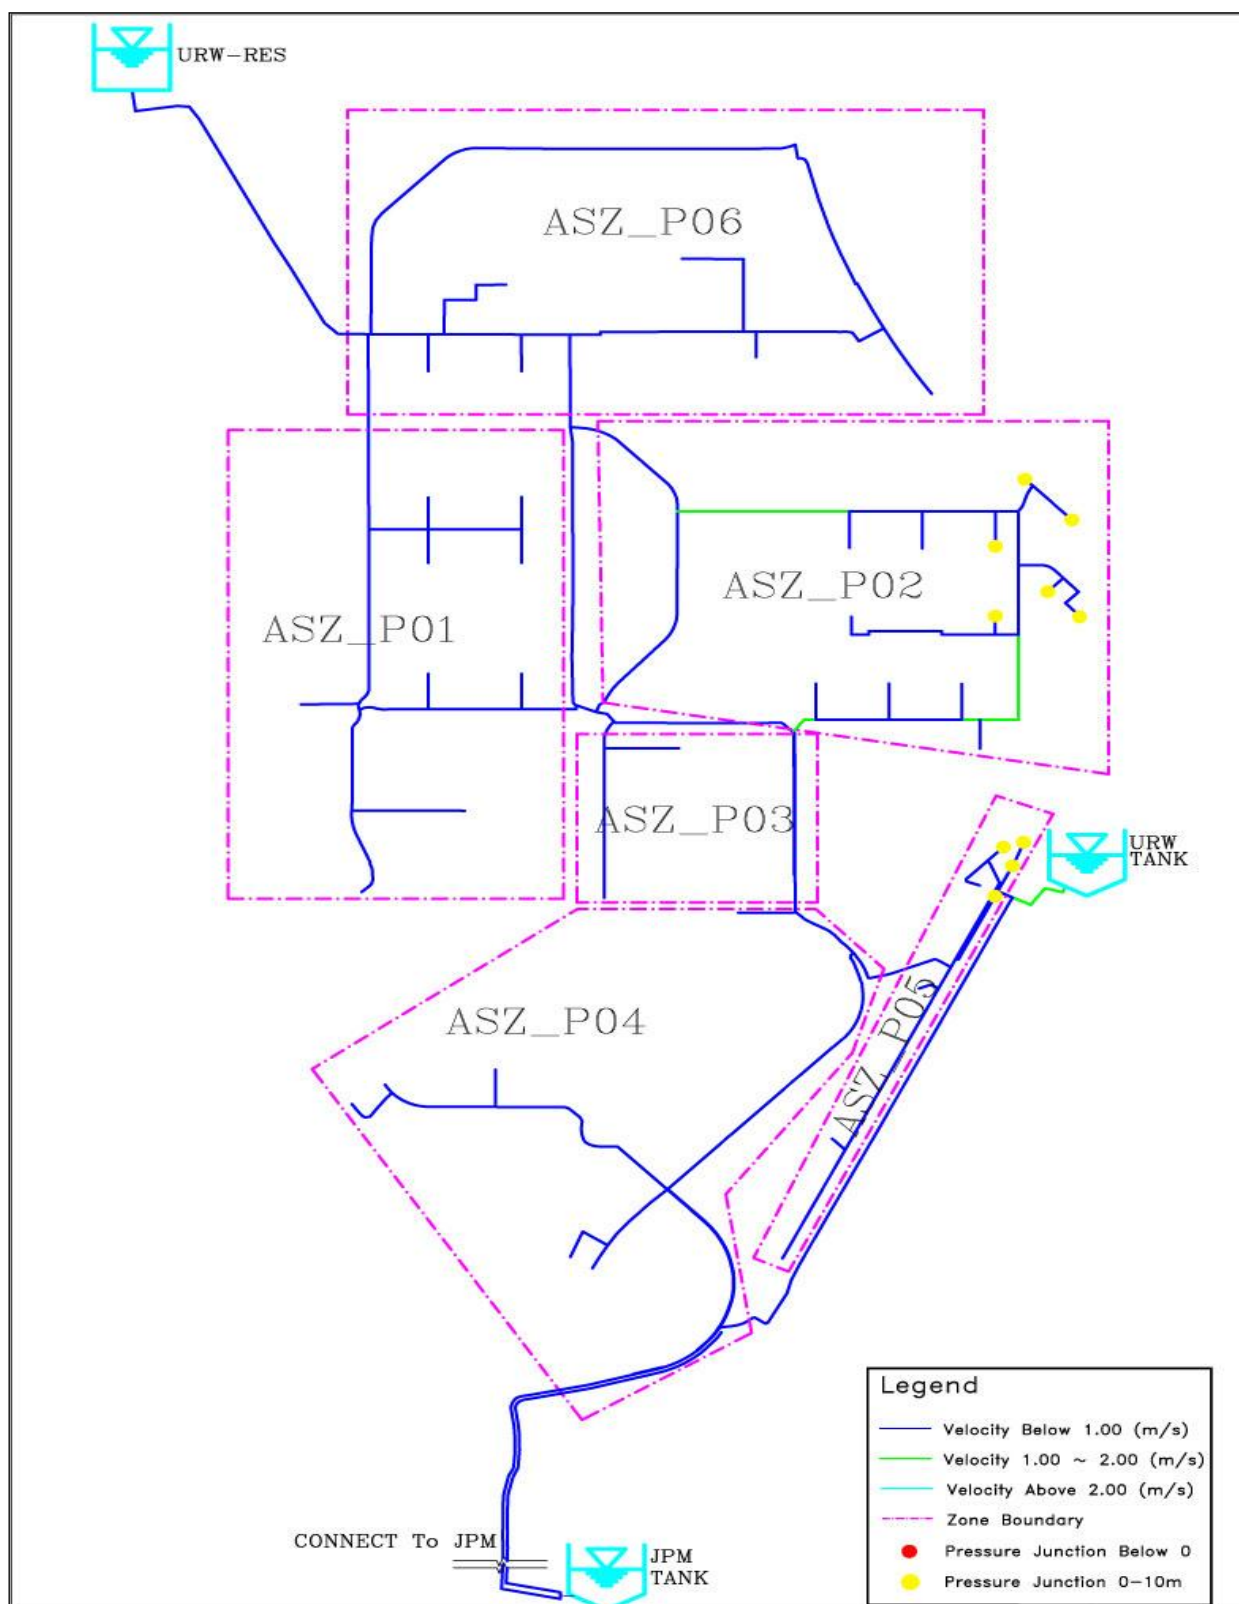 URW-RES
ASZ_P06
ASZ_P02
ASZ_P01
ASZ_P03
URW
TANK
ASZ_P04
ASZ_P05
CONNECT To JPM
JPM
TANK
Legend
Velocity Below 1.00 (m/s)
Velocity 1.00 ~ 2.00 (m/s)
Velocity Above 2.00 (m/s)
Zone Boundary
Pressure Junction Below 0
Pressure Junction 0-10m